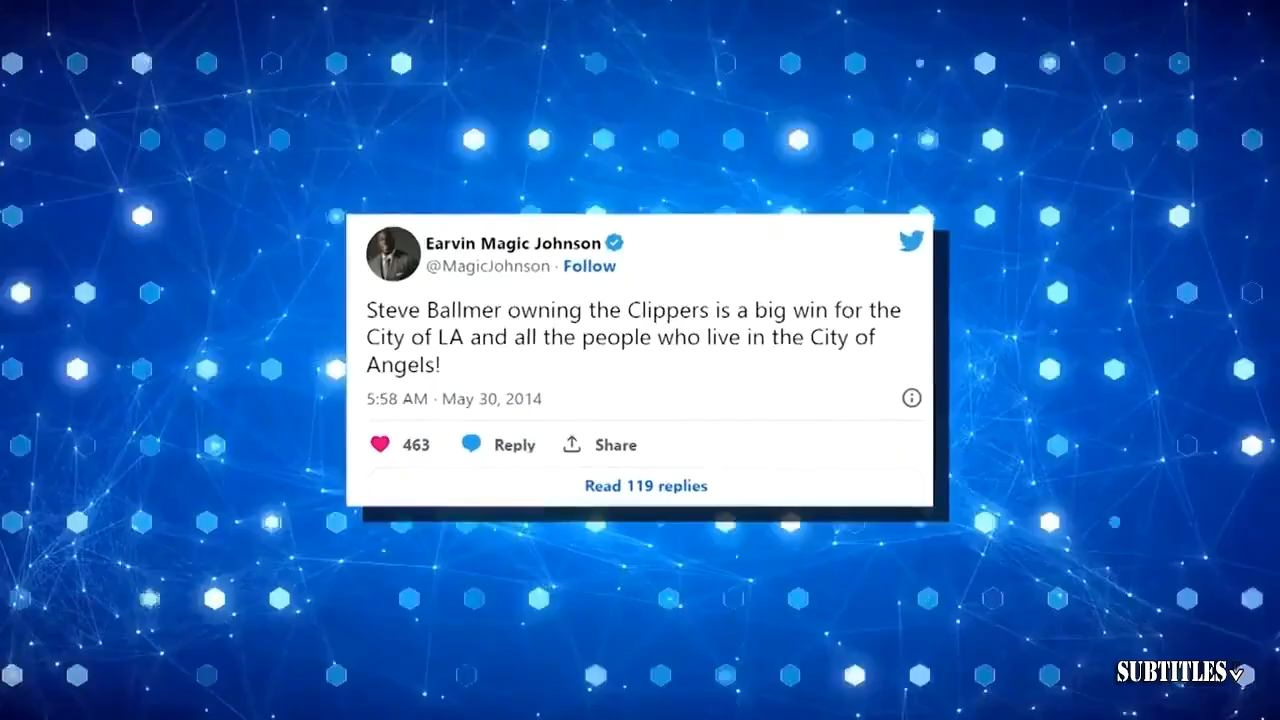 Earvin Magic Johnson
@MagicJohnson · Follow
Steve Ballmer owning the Clippers is a big win for the
City of LA and all the people who live in the City of
Angels!
5:58 AM · May 30, 2014
463 Reply Share
Read 119 replies
SUBTITLES